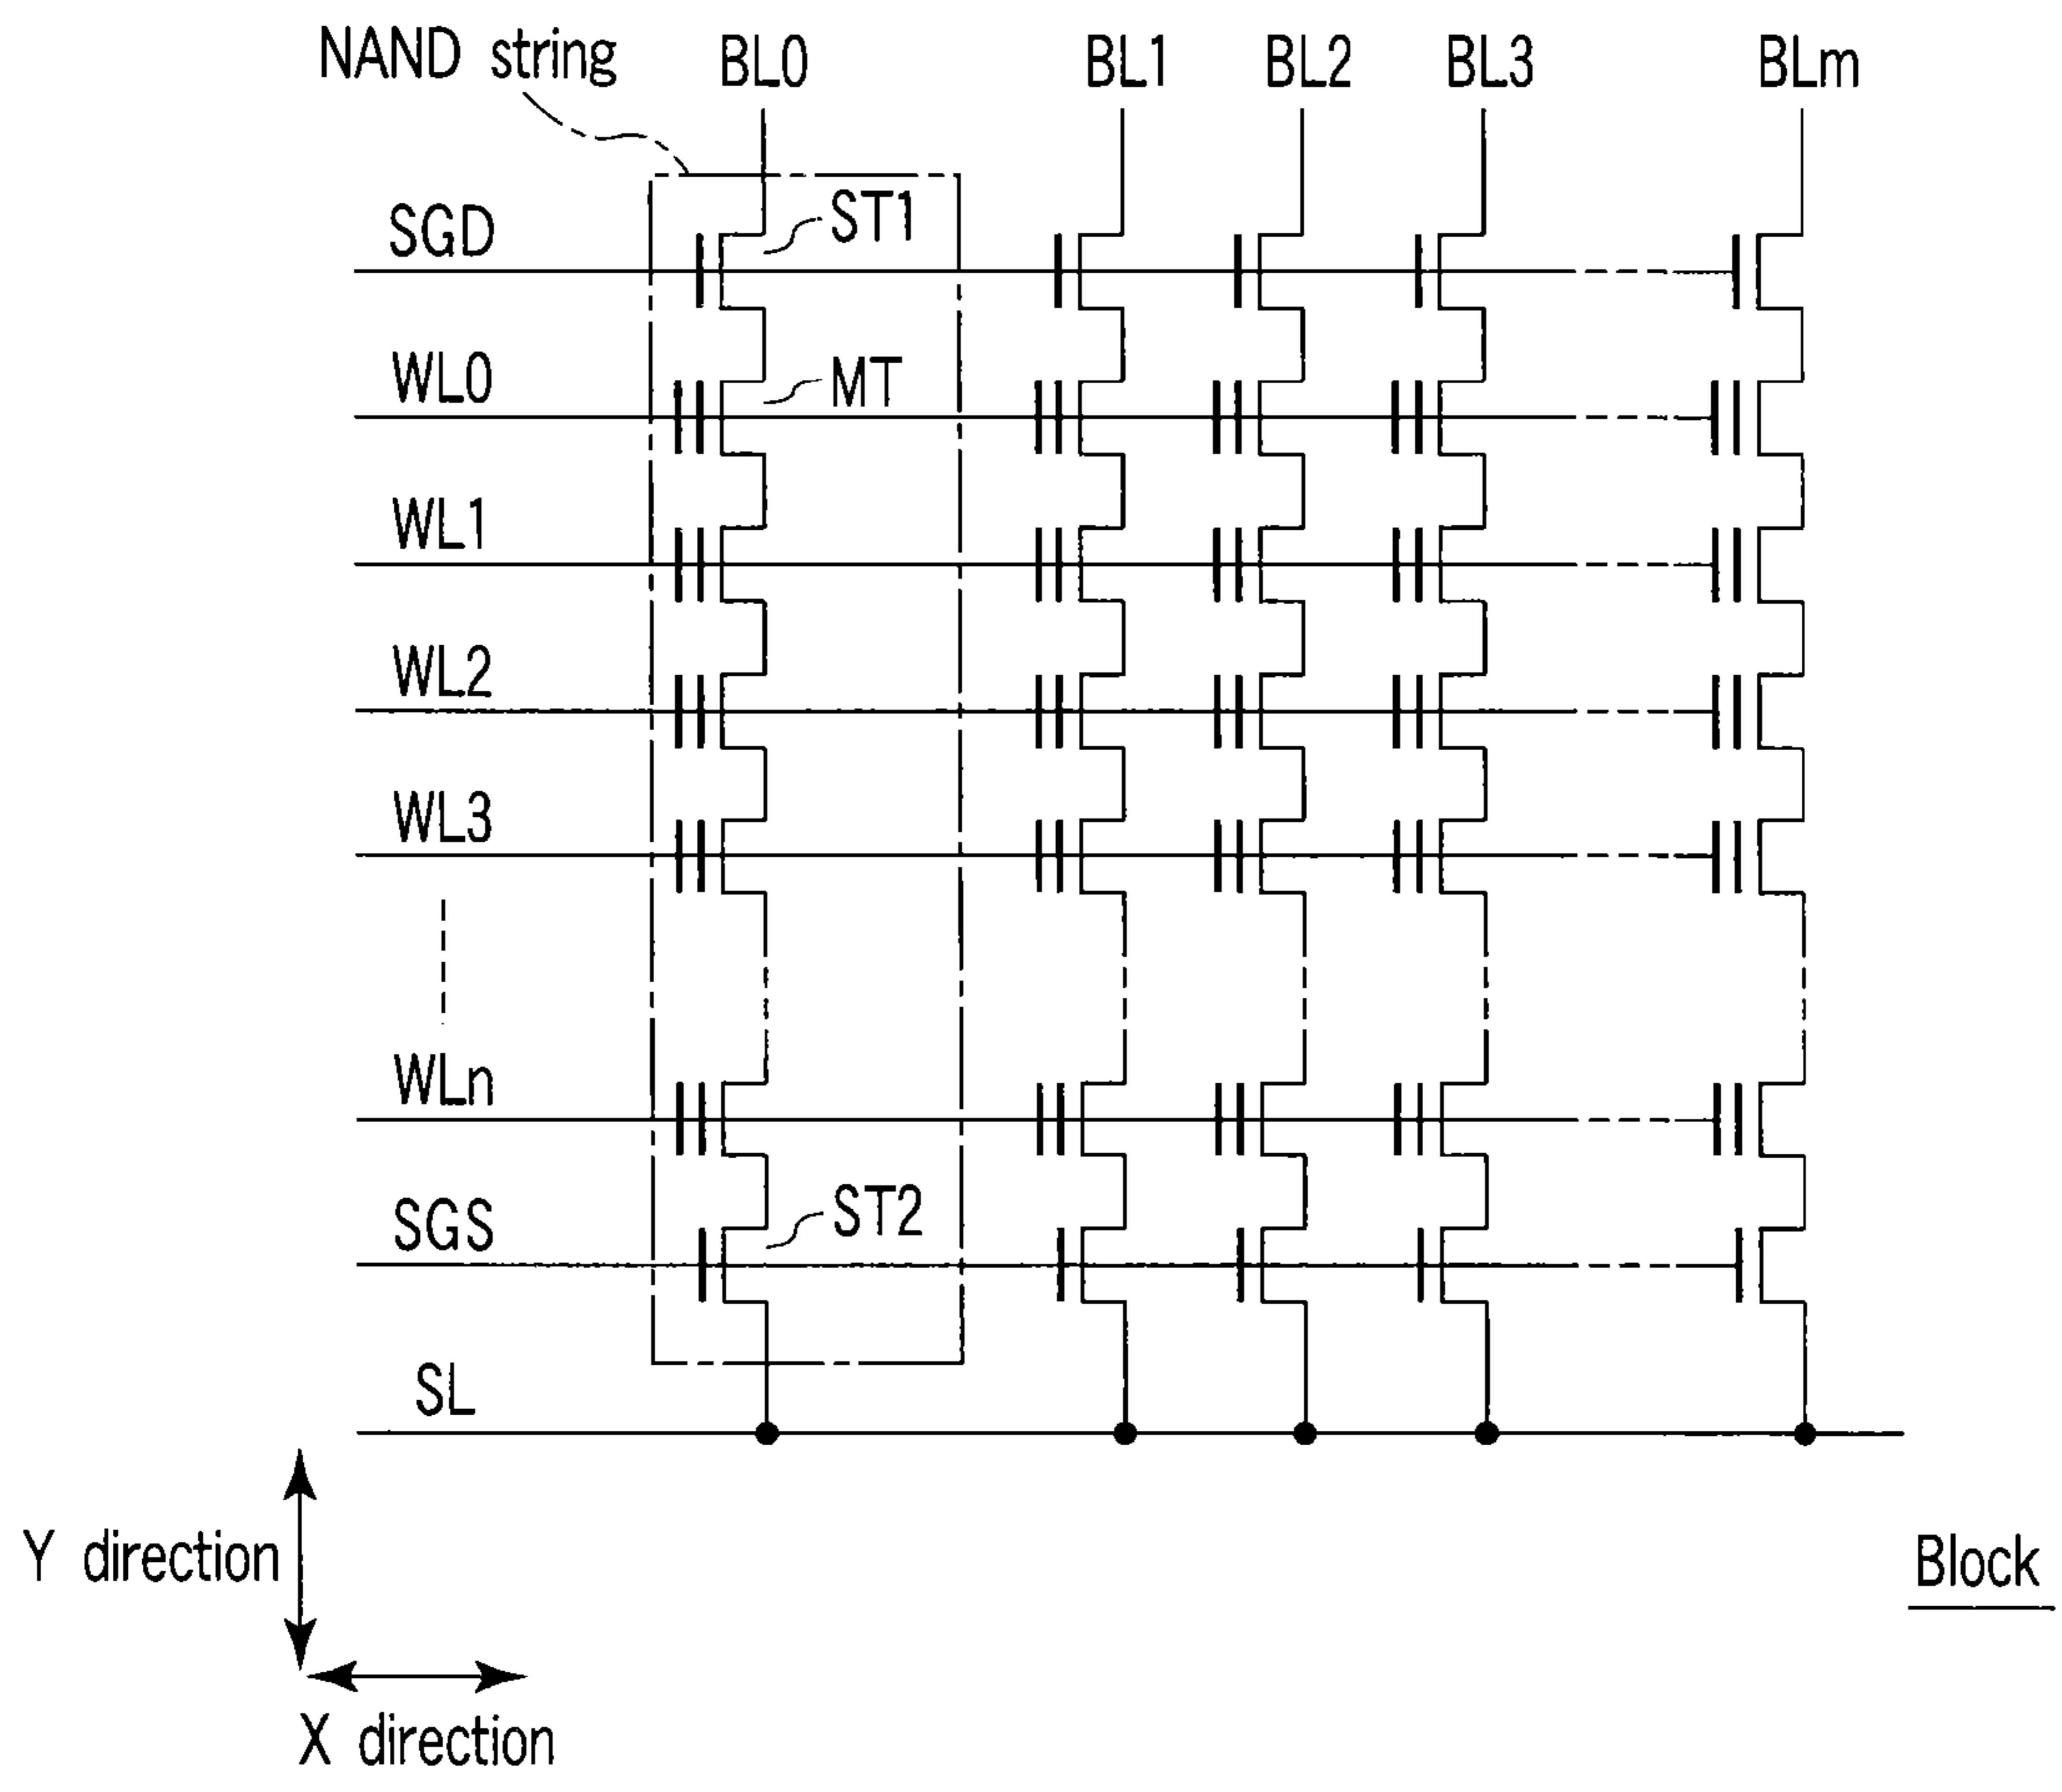 NAND string
BL0 BL1 BL2 BL3 BLm
SGD
ST1
WL0
MT
WL1
WL2
WL3
WLn
SGS
ST2
SL
Y direction
Block
X direction